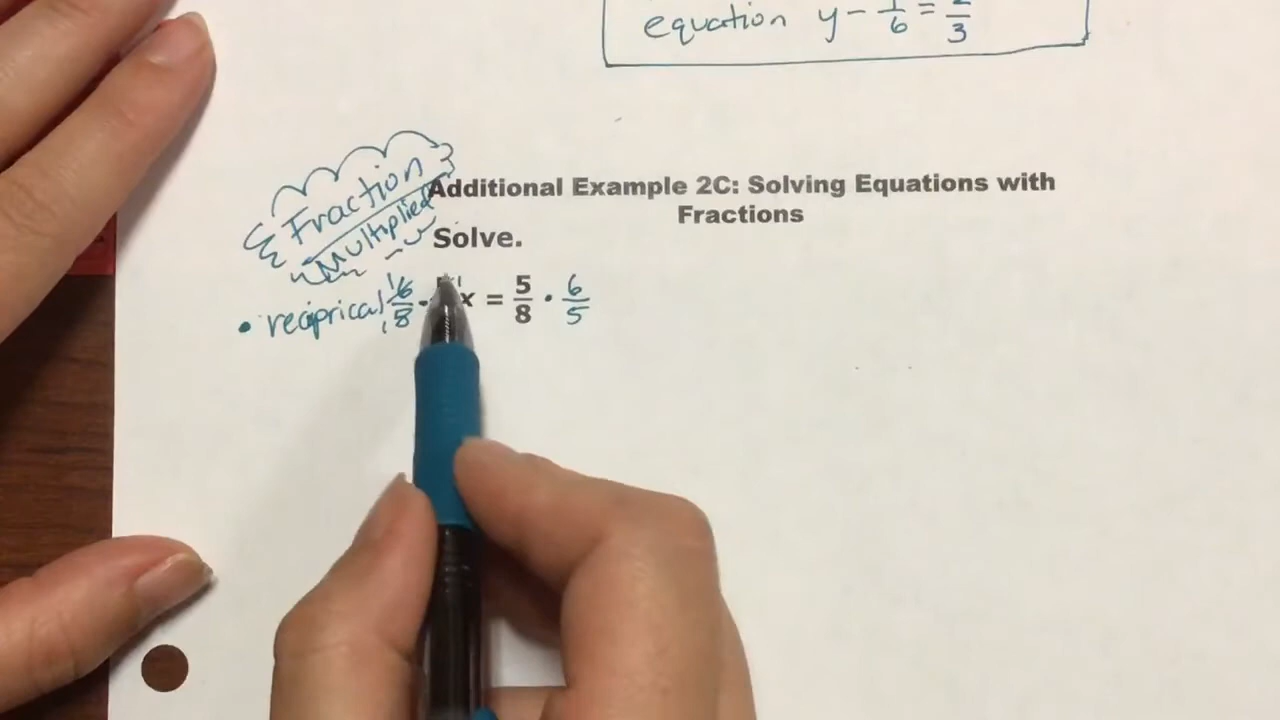 equation y - 1/6 = 2/3
Fraction
Multiplied
Additional Example 2C: Solving Equations with
Fractions
Solve.
• reciprical 6/8 · x = 5/8 · 6/5